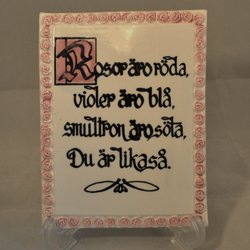 Rosor äro röda,
violer äro blå,
smultron äro söta,
Du är likaså.